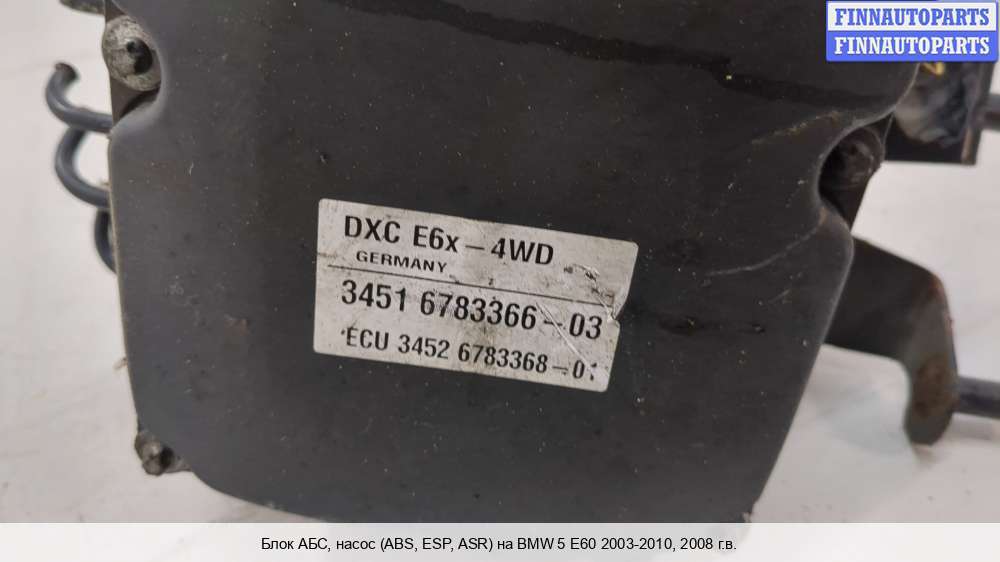 FINNAUTOPARTS
FINNAUTOPARTS
DXC E6x – 4WD
GERMANY
3451 6783366 – 03
ECU 3452 6783368 – 01
Блок АБС, насос (ABS, ESP, ASR) на BMW 5 E60 2003-2010, 2008 г.в.